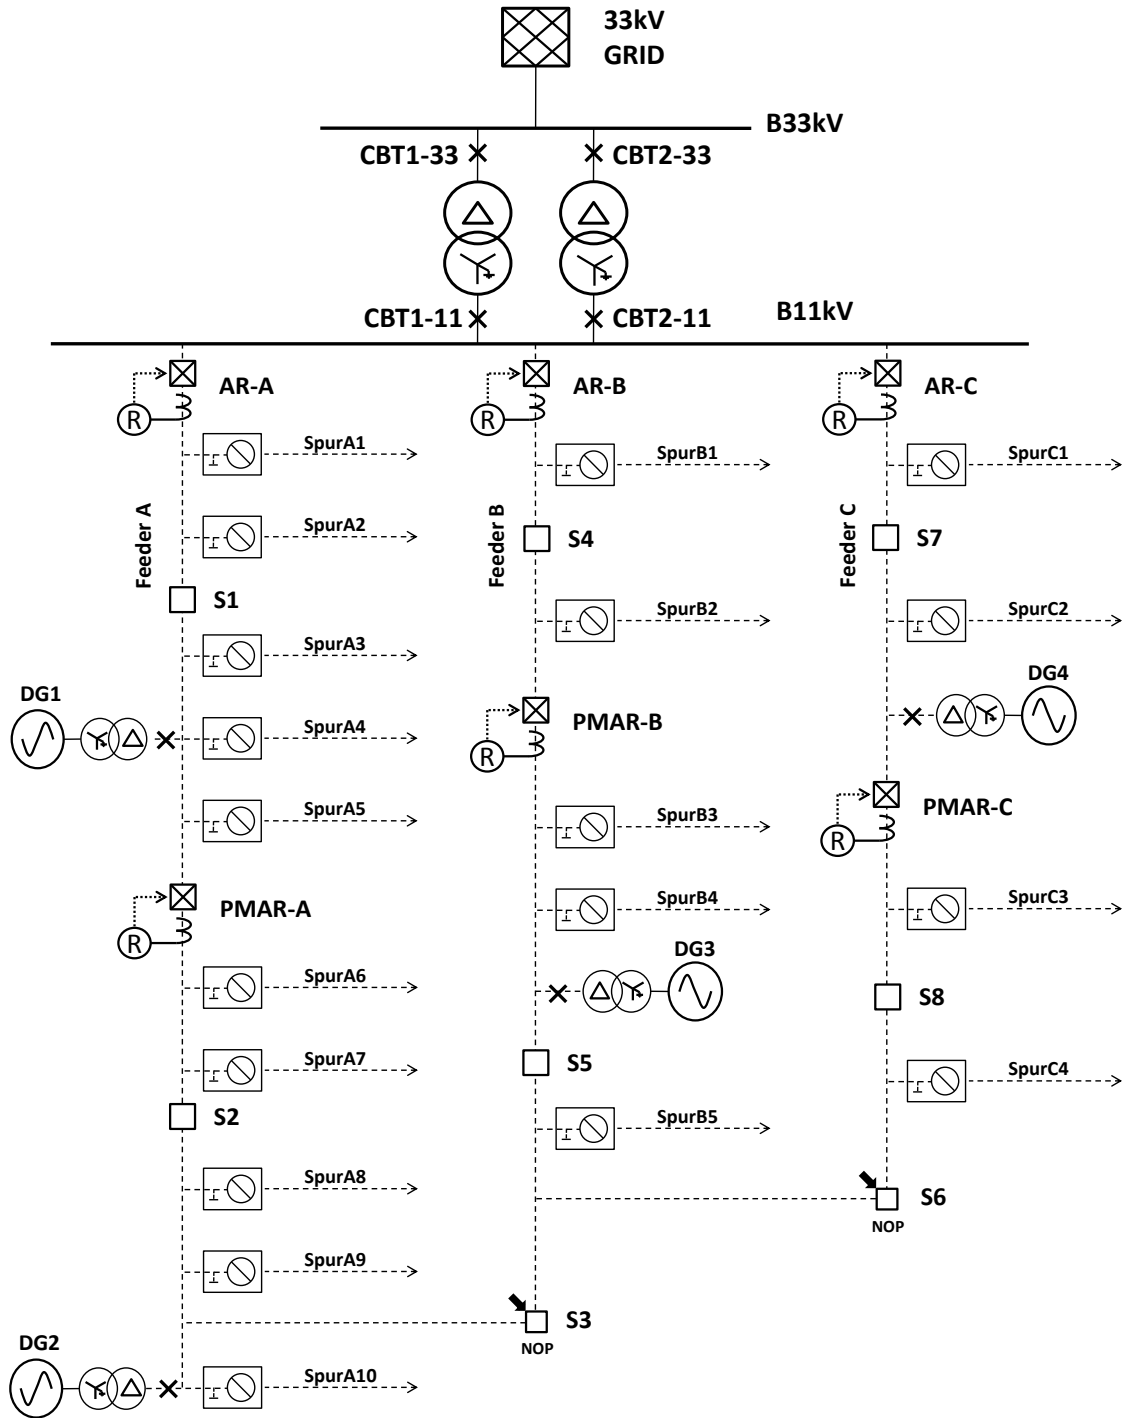 33kV
GRID
B33kV
CBT1-33
CBT2-33
CBT1-11
CBT2-11
B11kV
AR-A
AR-B
AR-C
R
R
R
SpurA1
SpurB1
SpurC1
Feeder A
Feeder B
Feeder C
SpurA2
S4
S7
S1
SpurA3
SpurB2
SpurC2
DG1
DG4
SpurA4
PMAR-B
R
SpurA5
SpurB3
PMAR-C
R
PMAR-A
R
SpurB4
SpurC3
SpurA6
DG3
S8
SpurA7
S5
SpurC4
S2
SpurB5
SpurA8
S6
NOP
SpurA9
S3
NOP
DG2
SpurA10